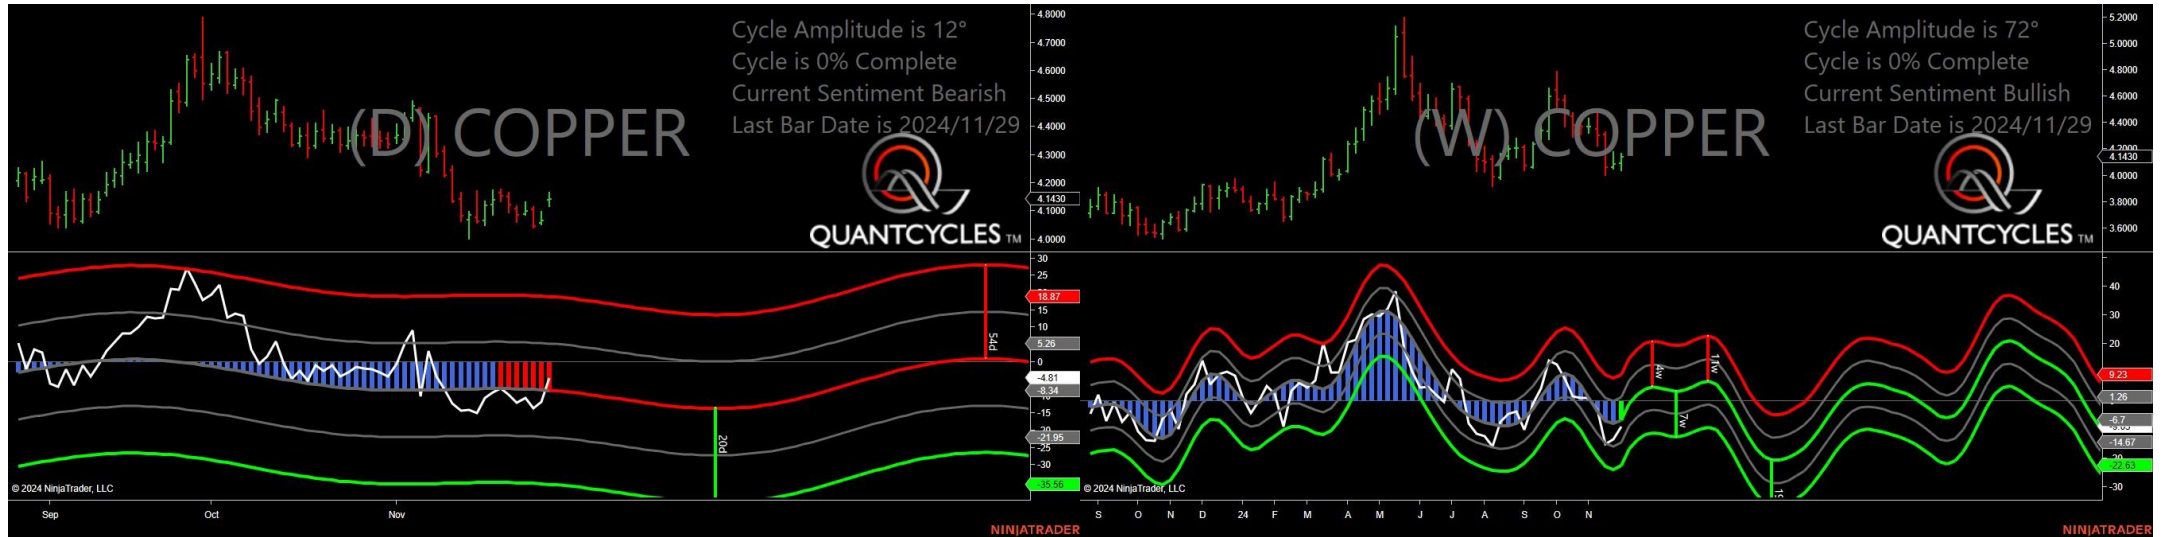 Cycle Amplitude is 12°
Cycle is 0% Complete
Current Sentiment Bearish
Last Bar Date is 2024/11/29
(D) COPPER
QUANTCYCLES TM
4.8000
4.7000
4.6000
4.5000
4.4000
4.3000
4.2000
4.1430
4.1000
4.0000
30
25
18.87
15
10
5.26
0
-4.81
-8.34
-15
-21.95
-25
-30
-35.56
54d
20d
© 2024 NinjaTrader, LLC
Sep
Oct
Nov
NINJATRADER
Cycle Amplitude is 72°
Cycle is 0% Complete
Current Sentiment Bullish
Last Bar Date is 2024/11/29
(W) COPPER
QUANTCYCLES TM
5.2000
5.0000
4.8000
4.6000
4.4000
4.2000
4.1430
4.0000
3.8000
3.6000
40
30
20
9.23
1.26
-6.7
-14.67
-22.63
-30
4w
11w
7w
© 2024 NinjaTrader, LLC
S O N D 24 F M A M J J A S O N
NINJATRADER